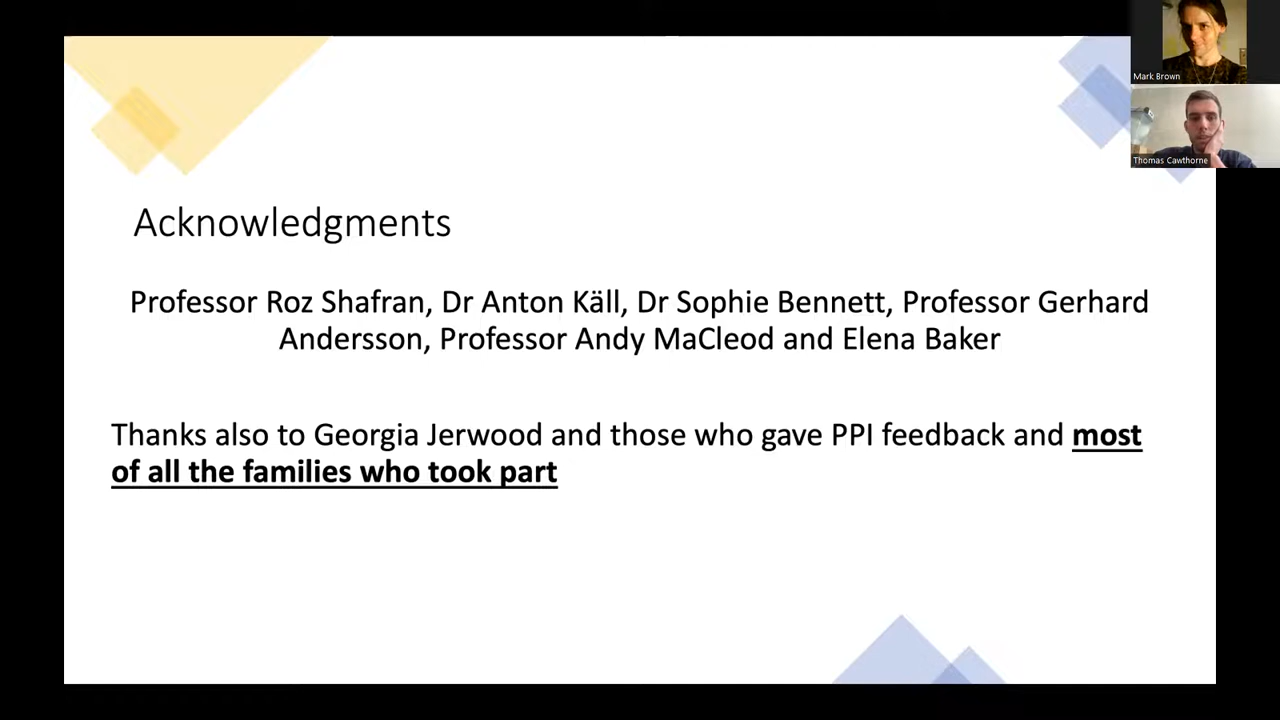 Mark Brown
Thomas Cawthorne
Acknowledgments
Professor Roz Shafran, Dr Anton Käll, Dr Sophie Bennett, Professor Gerhard
Andersson, Professor Andy MaCleod and Elena Baker
Thanks also to Georgia Jerwood and those who gave PPI feedback and most
of all the families who took part